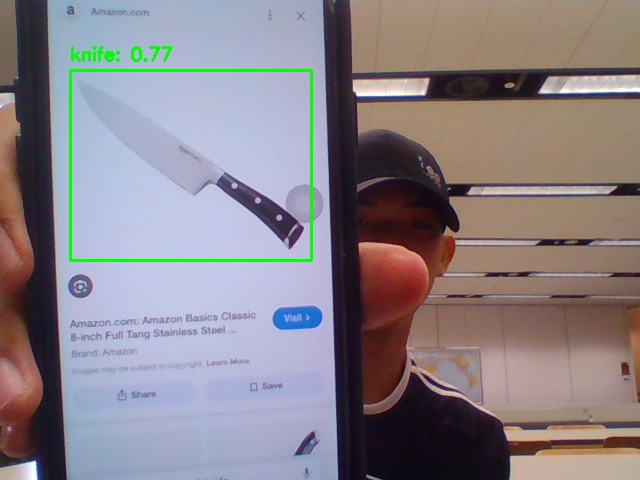 a Amazon.com
knife: 0.77
Amazon.com: Amazon Basics Classic
8-inch Full Tang Stainless Steel ...
Visit >
Brand: Amazon
Images may be subject to copyright. Learn More
Share
Save